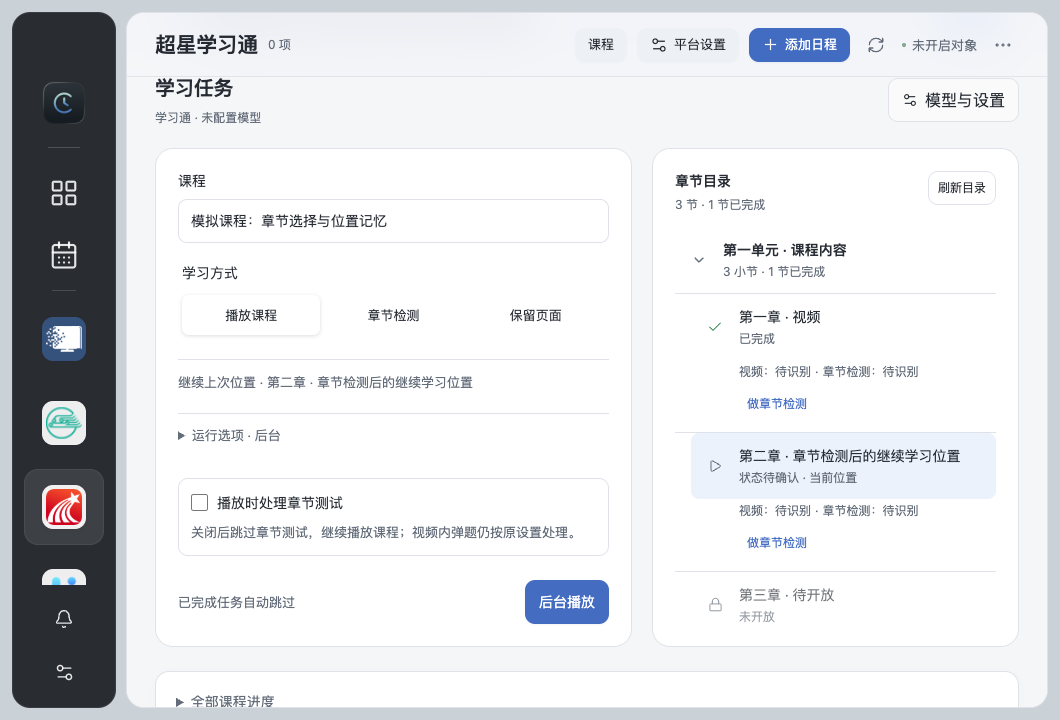 超星学习通 0 项
课程
平台设置
添加日程
未开启对象
学习任务
学习通 · 未配置模型
模型与设置
课程
模拟课程：章节选择与位置记忆
学习方式
播放课程
章节检测
保留页面
继续上次位置 · 第二章 · 章节检测后的继续学习位置
运行选项 · 后台
播放时处理章节测试
关闭后跳过章节测试，继续播放课程；视频内弹题仍按原设置处理。
已完成任务自动跳过
后台播放
章节目录
3 节 · 1 节已完成
刷新目录
第一单元 · 课程内容
3 小节 · 1 节已完成
第一章 · 视频
已完成
视频：待识别 · 章节检测：待识别
做章节检测
第二章 · 章节检测后的继续学习位置
状态待确认 · 当前位置
视频：待识别 · 章节检测：待识别
做章节检测
第三章 · 待开放
未开放
全部课程进度